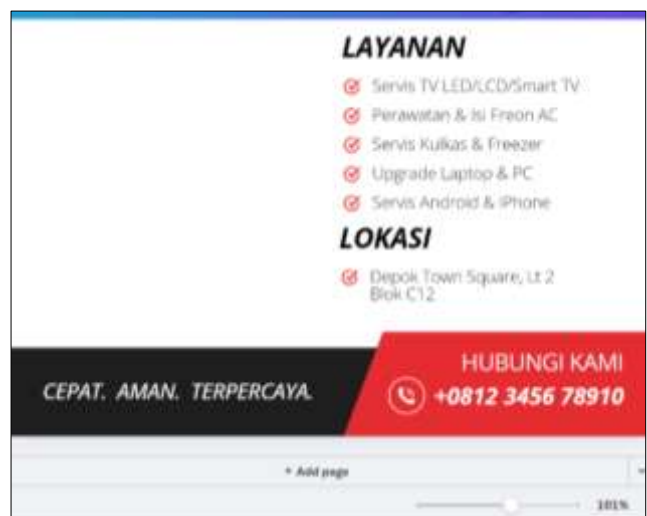 LAYANAN
Servis TV LED/LCD/Smart TV
Perawatan & Isi Freon AC
Servis Kulkas & Freezer
Upgrade Laptop & PC
Servis Android & iPhone
LOKASI
Depok Town Square, Lt 2
Blok C12
HUBUNGI KAMI
CEPAT. AMAN. TERPERCAYA.
+0812 3456 78910
+ Add page
101%